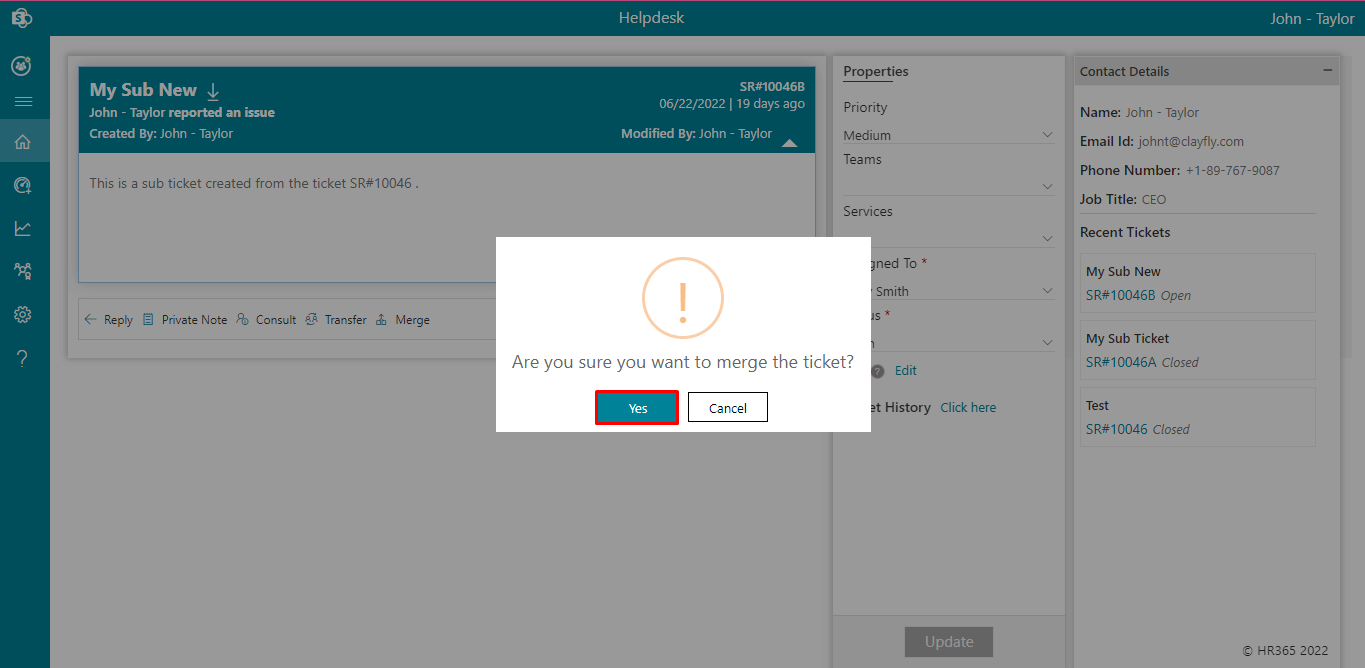 Helpdesk
John - Taylor
My Sub New
SR#10046B
06/22/2022 | 19 days ago
John - Taylor reported an issue
Created By: John - Taylor
Modified By: John - Taylor
This is a sub ticket created from the ticket SR#10046 .
Reply Private Note Consult Transfer Merge
Are you sure you want to merge the ticket?
Yes Cancel
Properties
Priority
Medium
Teams
Services
gned To *
Smith
us *
n
Edit
et History Click here
Update
Contact Details
Name: John - Taylor
Email Id: johnt@clayfly.com
Phone Number: +1-89-767-9087
Job Title: CEO
Recent Tickets
My Sub New
SR#10046B Open
My Sub Ticket
SR#10046A Closed
Test
SR#10046 Closed
© HR365 2022